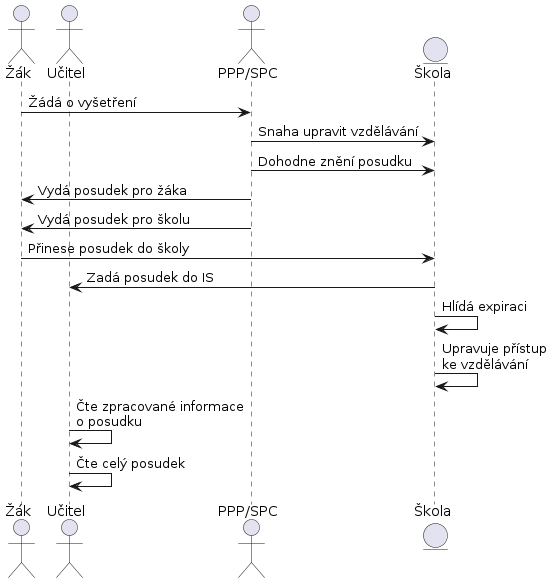 Žák
Učitel
PPP/SPC
Škola
Žádá o vyšetření
Snaha upravit vzdělávání
Dohodne znění posudku
Vydá posudek pro žáka
Vydá posudek pro školu
Přinese posudek do školy
Zadá posudek do IS
Hlídá expiraci
Upravuje přístup
ke vzdělávání
Čte zpracované informace
o posudku
Čte celý posudek
Žák
Učitel
PPP/SPC
Škola